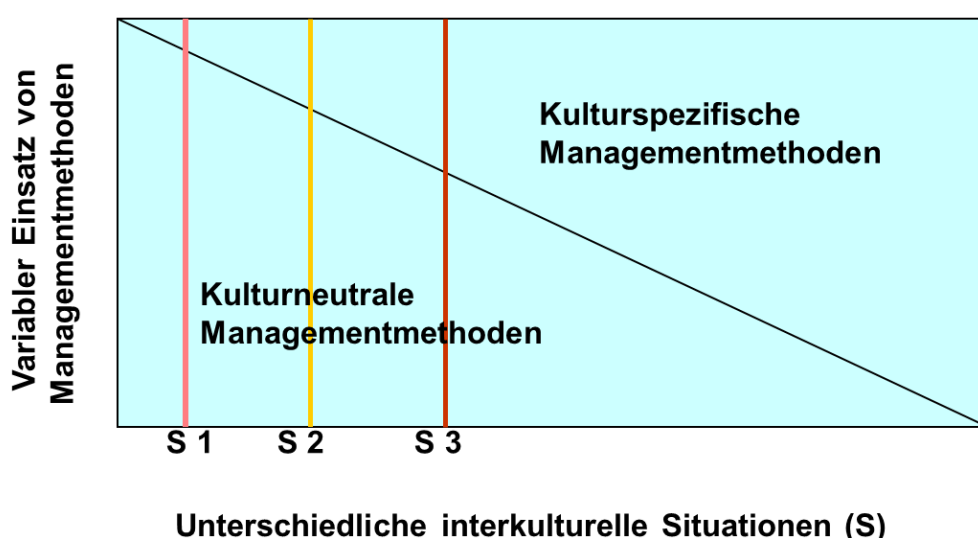 Variabler Einsatz von
Managementmethoden
Kulturspezifische
Managementmethoden
Kulturneutrale
Managementmethoden
S 1
S 2
S 3
Unterschiedliche interkulturelle Situationen (S)